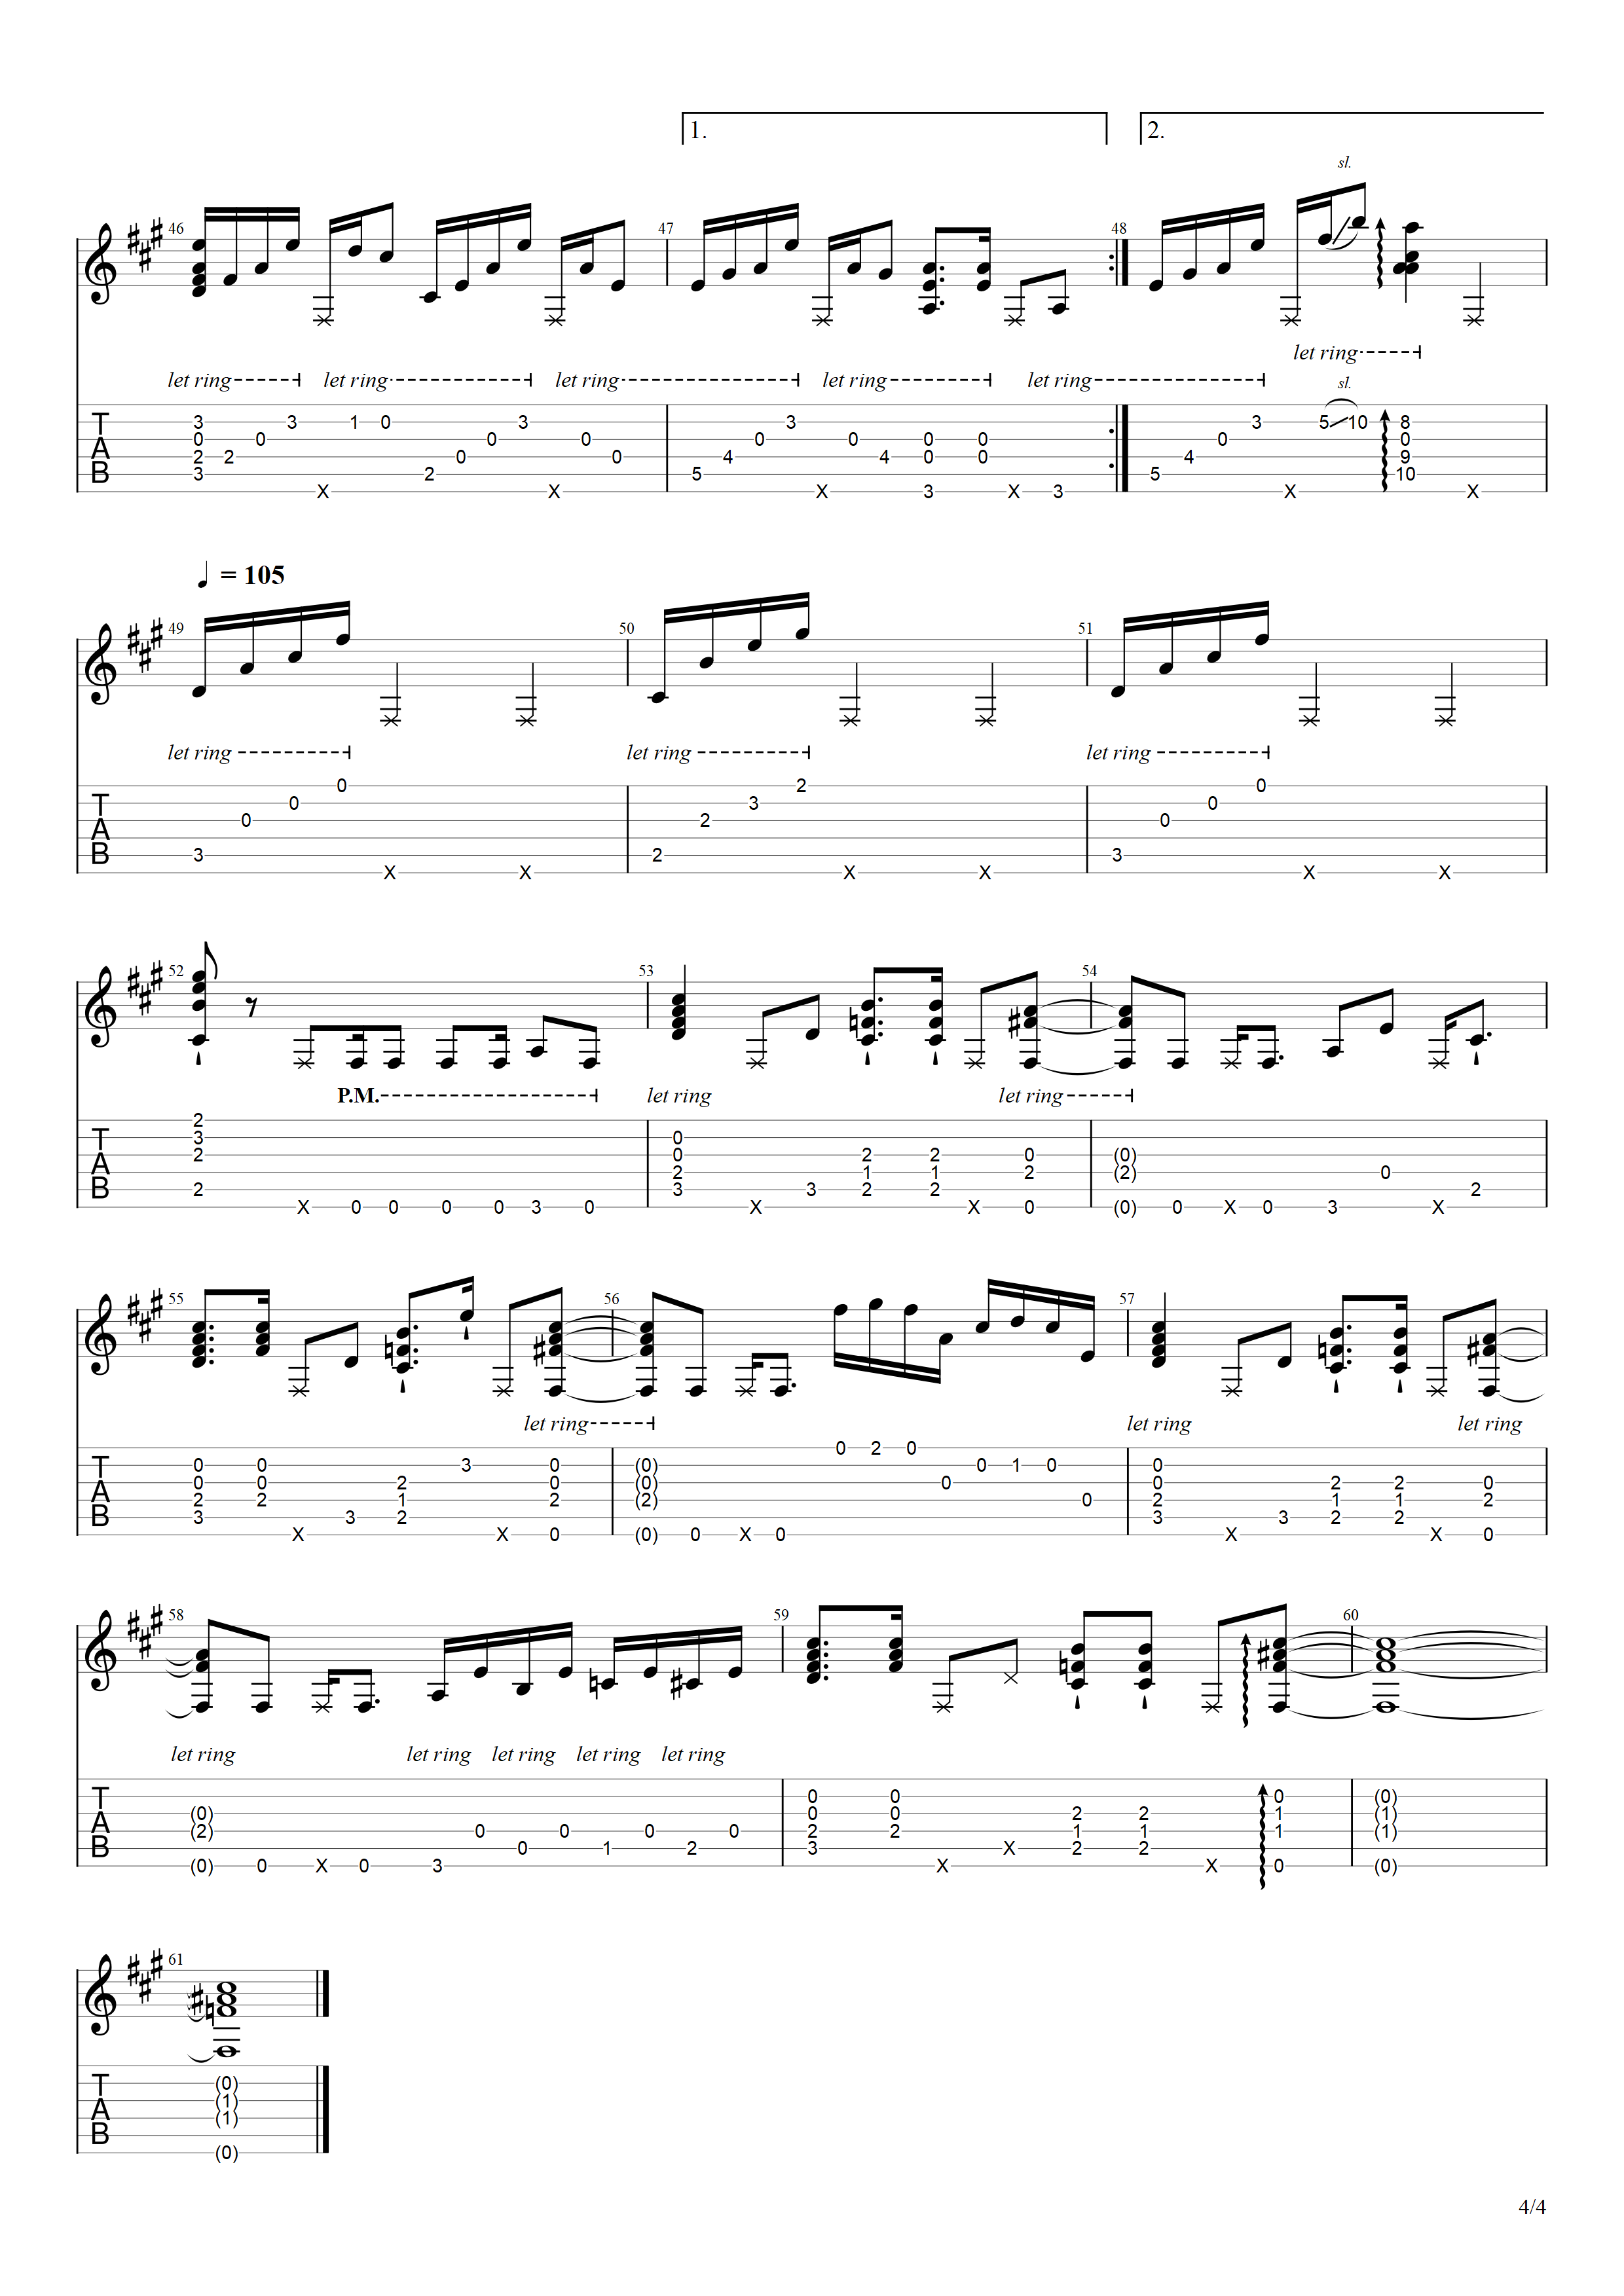 1. 2.
sl.
46 47 48
let ring
sl.
let ring let ring let ring let ring let ring
T 3 0 2 3 2 0 3 X 1 0 2 0 0 3 X 0 0 5 4 0 3 X 0 4 0 0 3 0 0 X 3 5 4 0 3 X 5 10 8 0 9 10 X
A
B
= 105
49 50 51
let ring let ring let ring
T 3 0 0 0 X X 2 2 3 2 X X 3 0 0 0 X X
A
B
52 53 54
P.M. let ring let ring
T 2 3 2 2 X 0 0 0 0 3 0 0 0 2 3 X 3 2 1 2 2 1 2 X 0 2 0 (0) (2) (0) 0 X 0 3 0 X 2
A
B
55 56 57
let ring let ring let ring
T 0 0 2 3 0 0 2 X 3 2 1 2 3 X 0 0 2 0 (0) (0) (2) (0) 0 X 0 0 2 0 0 0 1 0 0 0 0 2 3 X 3 2 1 2 2 1 2 X 0 2 0
A
B
58 59 60
let ring let ring let ring let ring let ring
T (0) (2) (0) 0 X 0 3 0 0 0 1 0 2 0 0 0 2 3 0 0 2 X X 2 1 2 2 1 2 X 0 1 1 0 (0) (1) (1) (0)
A
B
61
T (0) (1) (1) (0)
A
B
4/4